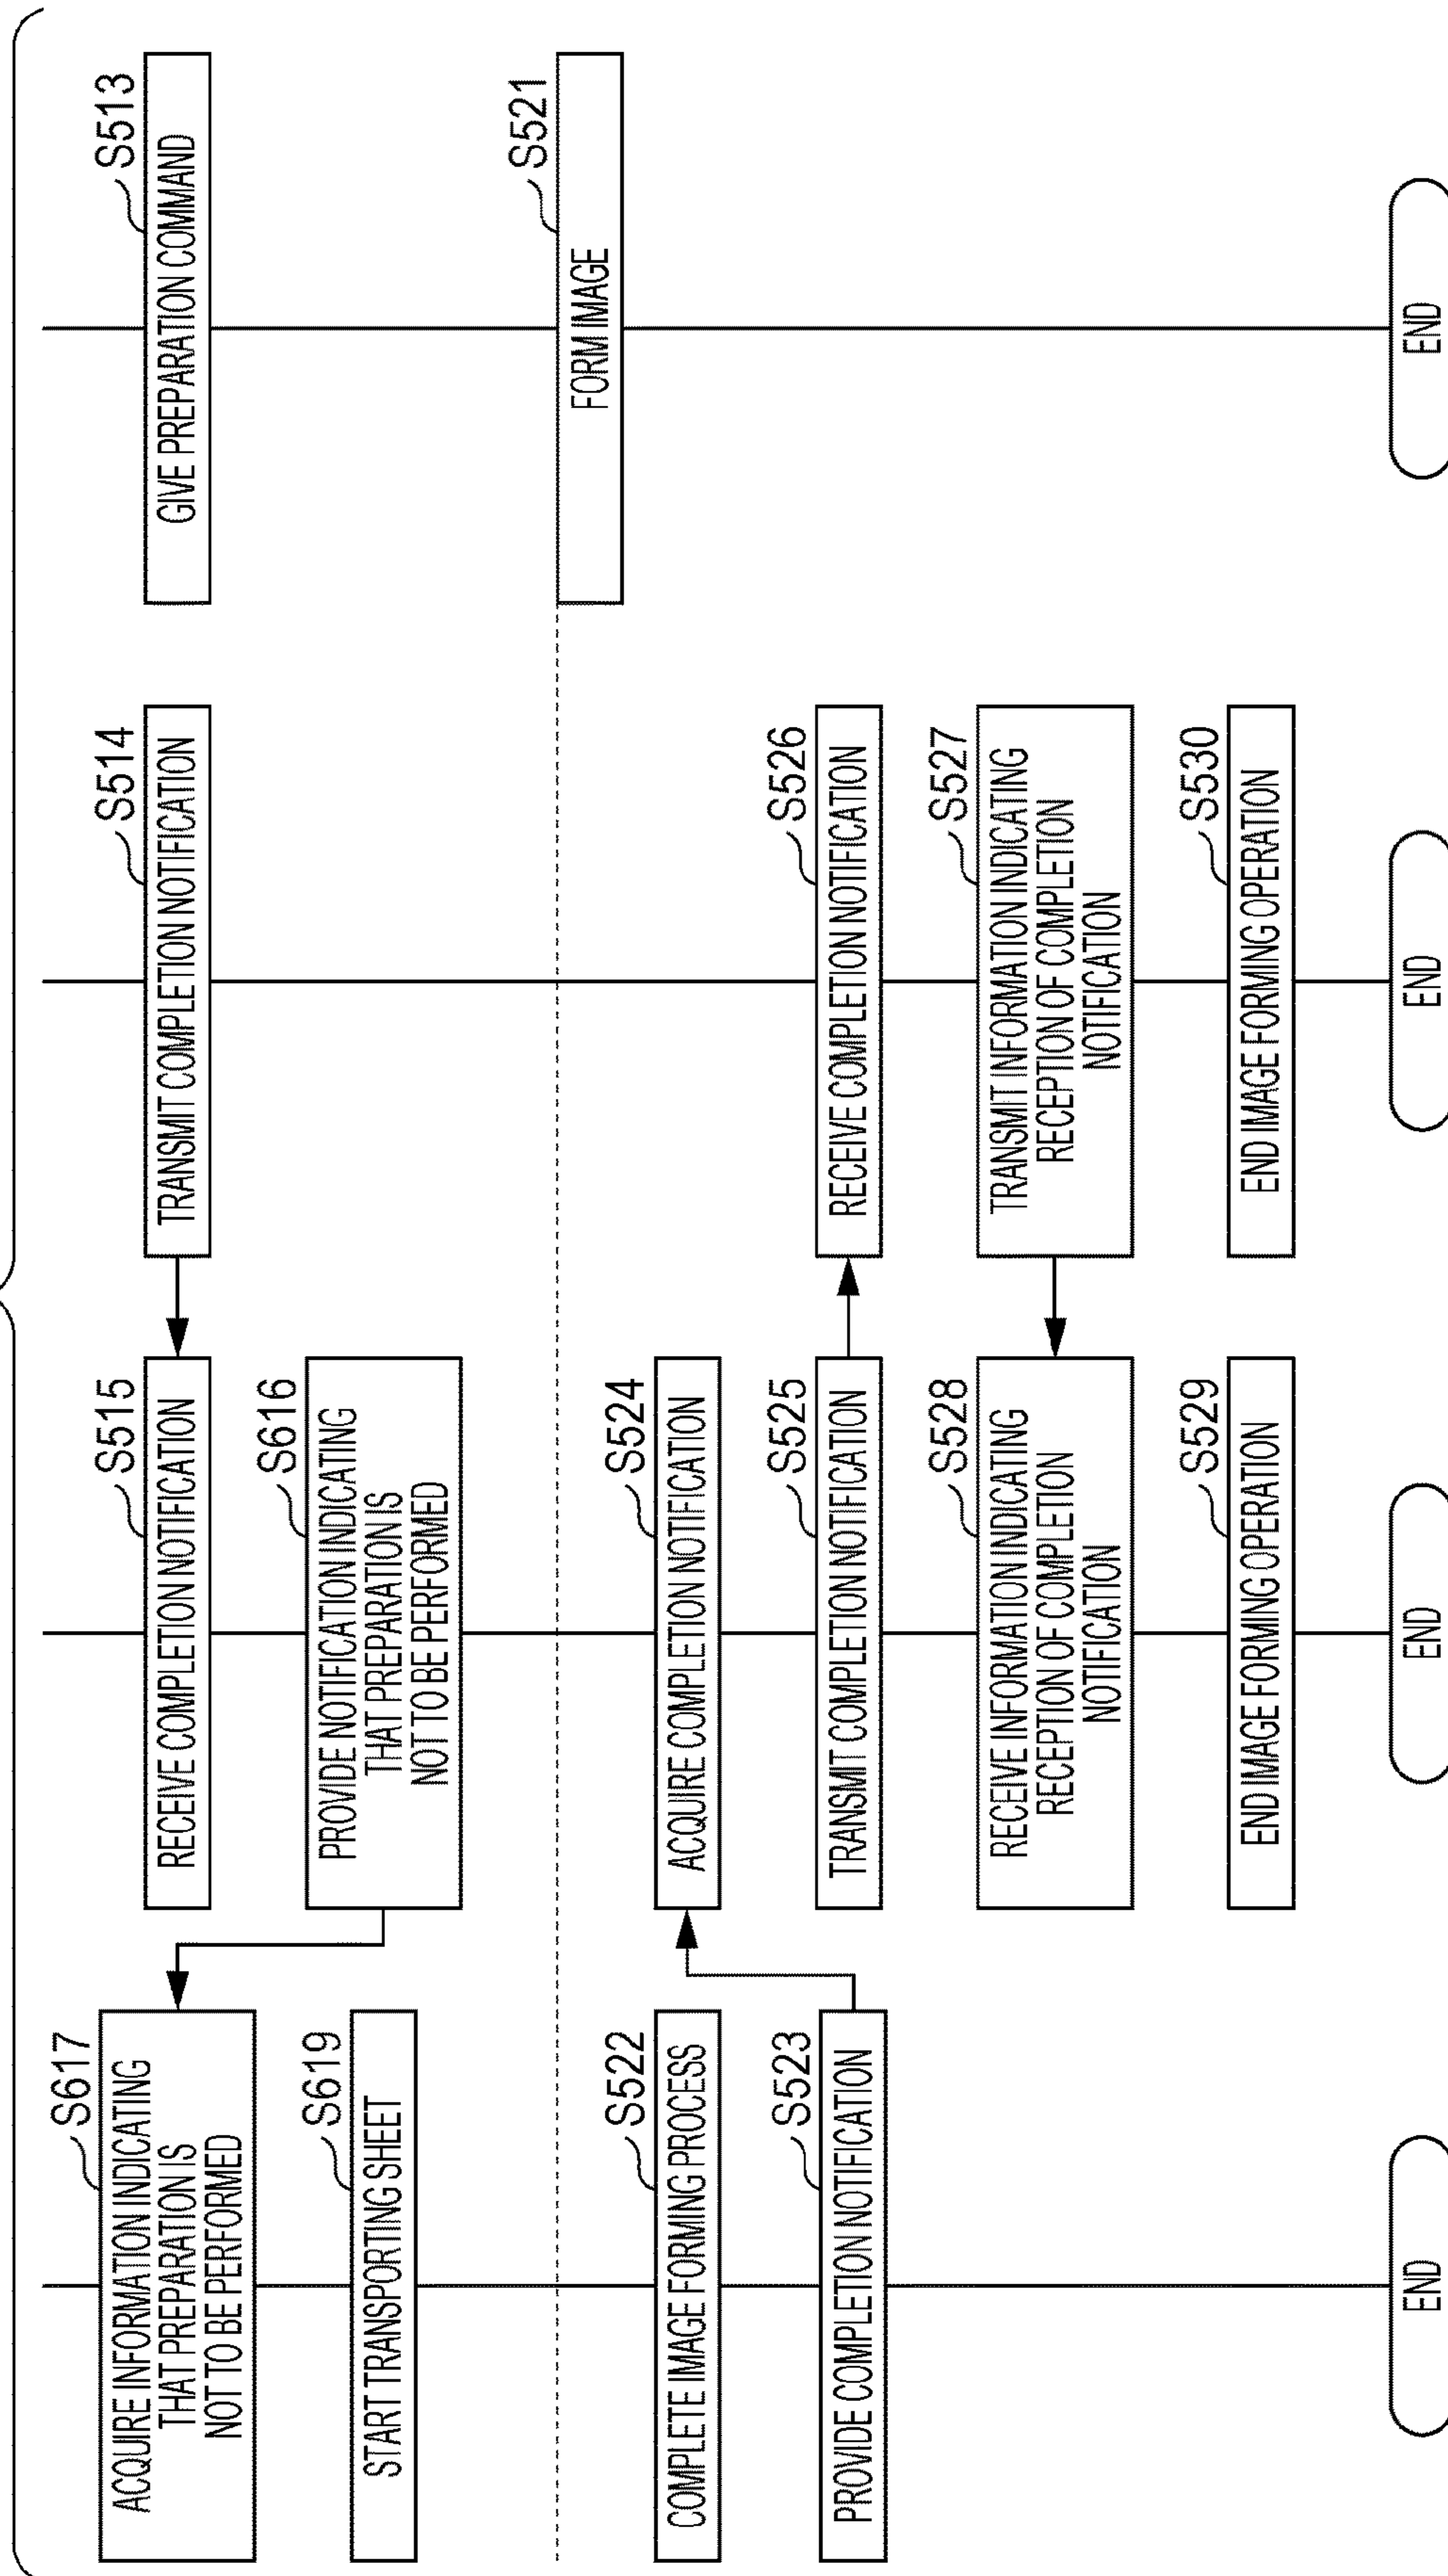 S617
ACQUIRE INFORMATION INDICATING
THAT PREPARATION IS
NOT TO BE PERFORMED
S619
START TRANSPORTING SHEET
S522
COMPLETE IMAGE FORMING PROCESS
S523
PROVIDE COMPLETION NOTIFICATION
END
S515
RECEIVE COMPLETION NOTIFICATION
S616
PROVIDE NOTIFICATION INDICATING
THAT PREPARATION IS
NOT TO BE PERFORMED
S524
ACQUIRE COMPLETION NOTIFICATION
S525
TRANSMIT COMPLETION NOTIFICATION
S528
RECEIVE INFORMATION INDICATING
RECEPTION OF COMPLETION
NOTIFICATION
S529
END IMAGE FORMING OPERATION
END
S514
TRANSMIT COMPLETION NOTIFICATION
S526
RECEIVE COMPLETION NOTIFICATION
S527
TRANSMIT INFORMATION INDICATING
RECEPTION OF COMPLETION
NOTIFICATION
S530
END IMAGE FORMING OPERATION
END
S513
GIVE PREPARATION COMMAND
S521
FORM IMAGE
END